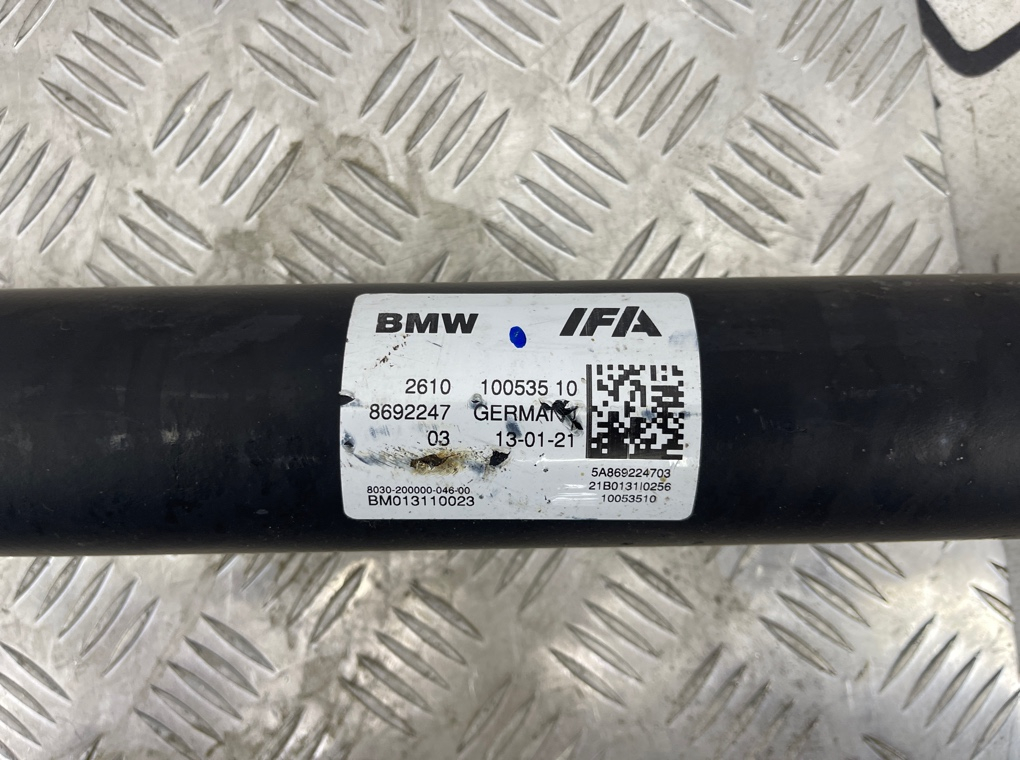 BMW IFA
2610 100535 10
8692247 GERMANY
03 13-01-21
8030-200000-046-00
BM013110023
5A869224703
21B0131I0256
10053510